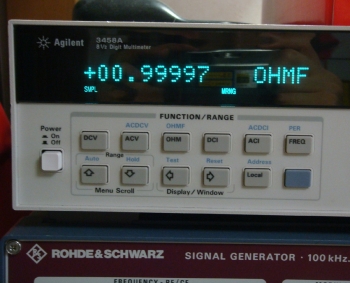 Agilent 3458A
8½ Digit Multimeter
+00.99997 OHMF
SMPL MRNG
FUNCTION/RANGE
Power
On
Off
ACDCV OHMF ACDCI PER
DCV ACV OHM DCI ACI FREQ
Auto Range Hold Test Reset Address
Local
Menu Scroll Display/Window
ROHDE&SCHWARZ SIGNAL GENERATOR · 100 kHz.
FREQUENCY